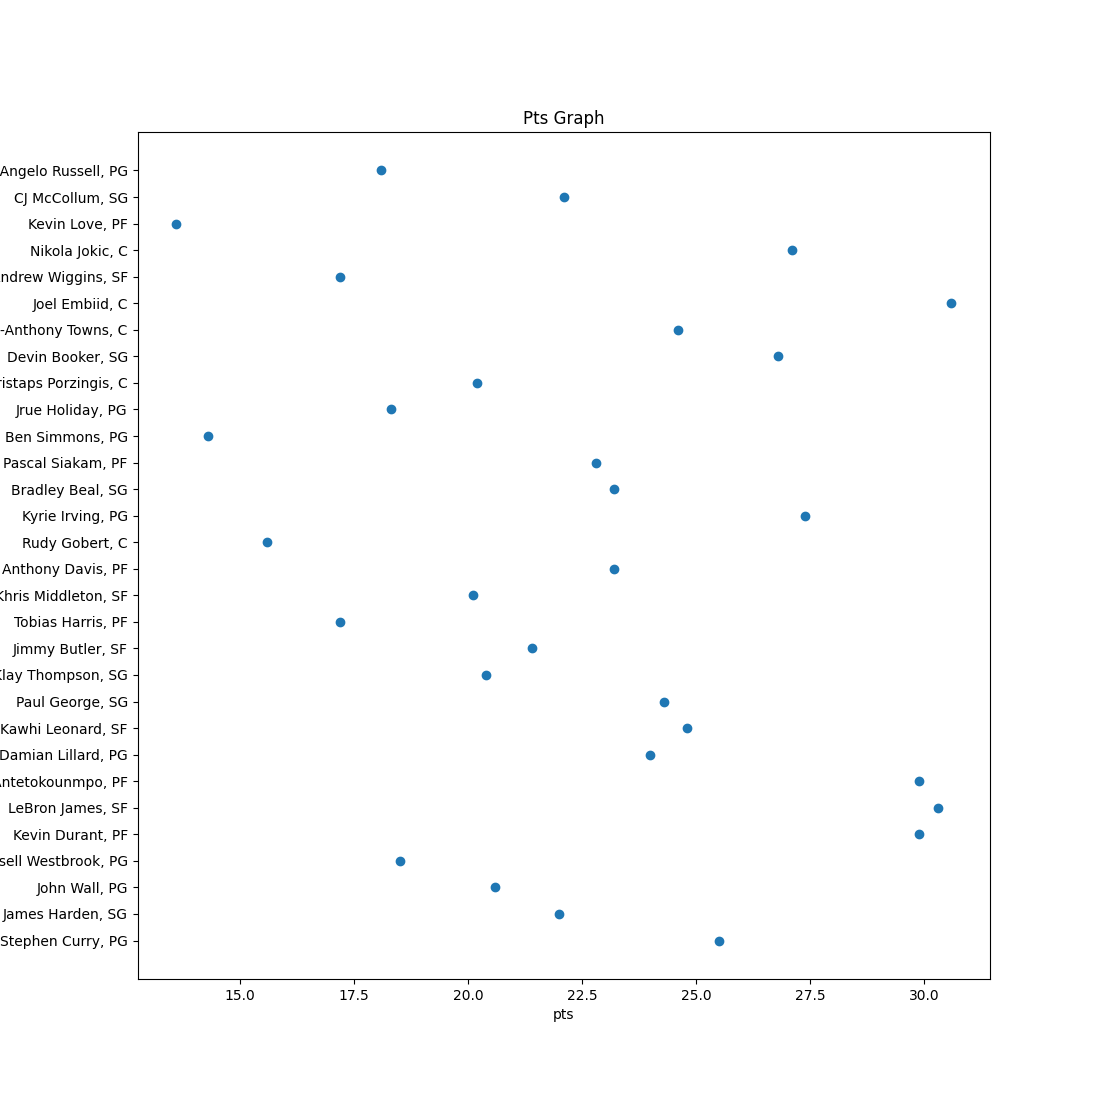 Pts Graph
Angelo Russell, PG
CJ McCollum, SG
Kevin Love, PF
Nikola Jokic, C
ndrew Wiggins, SF
Joel Embiid, C
-Anthony Towns, C
Devin Booker, SG
ristaps Porzingis, C
Jrue Holiday, PG
Ben Simmons, PG
Pascal Siakam, PF
Bradley Beal, SG
Kyrie Irving, PG
Rudy Gobert, C
Anthony Davis, PF
Khris Middleton, SF
Tobias Harris, PF
Jimmy Butler, SF
Klay Thompson, SG
Paul George, SG
Kawhi Leonard, SF
Damian Lillard, PG
Antetokounmpo, PF
LeBron James, SF
Kevin Durant, PF
sell Westbrook, PG
John Wall, PG
James Harden, SG
Stephen Curry, PG
15.0 17.5 20.0 22.5 25.0 27.5 30.0
pts